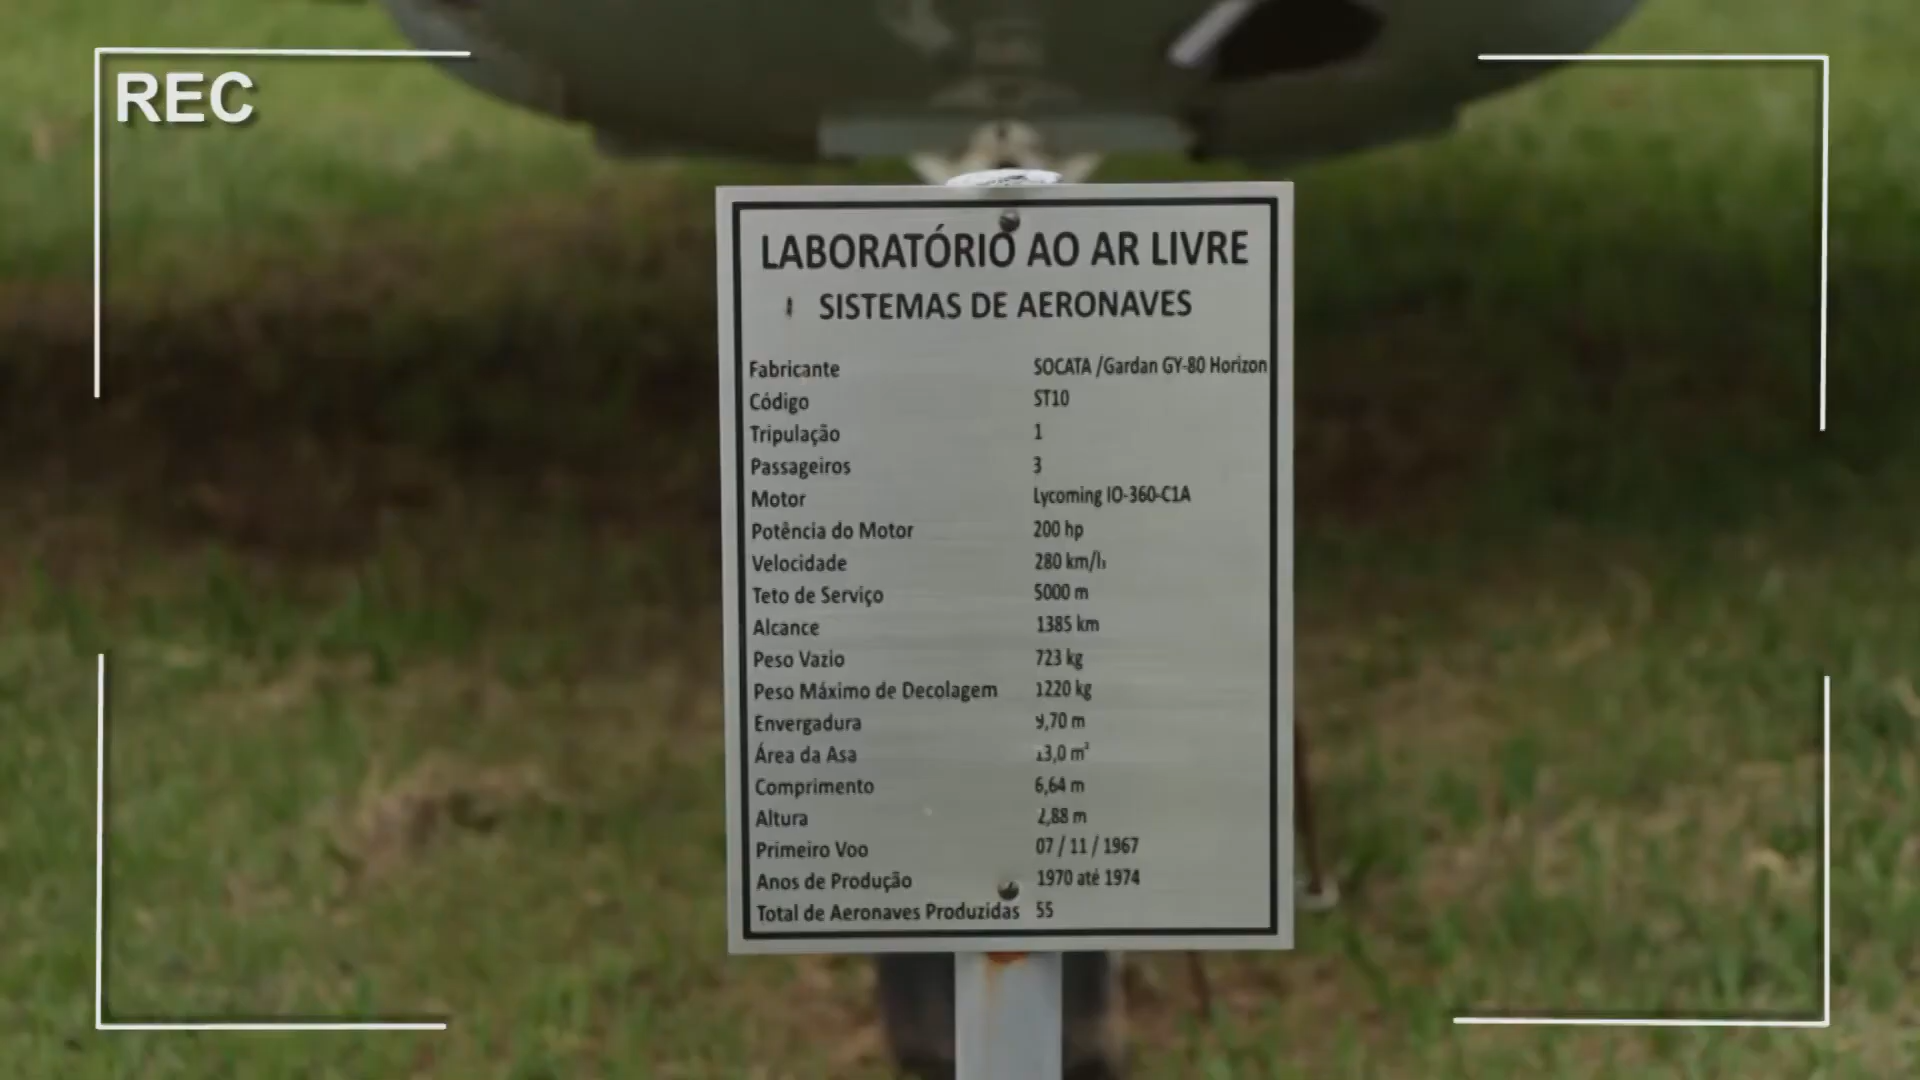 REC
LABORATÓRIO AO AR LIVRE
SISTEMAS DE AERONAVES
Fabricante SOCATA /Gardan GY-80 Horizon
Código ST10
Tripulação 1
Passageiros 3
Motor Lycoming IO-360-C1A
Potência do Motor 200 hp
Velocidade 280 km/h
Teto de Serviço 5000 m
Alcance 1385 km
Peso Vazio 723 kg
Peso Máximo de Decolagem 1220 kg
Envergadura 9,70 m
Área da Asa 13,0 m²
Comprimento 6,64 m
Altura 2,88 m
Primeiro Voo 07 / 11 / 1967
Anos de Produção 1970 até 1974
Total de Aeronaves Produzidas 55